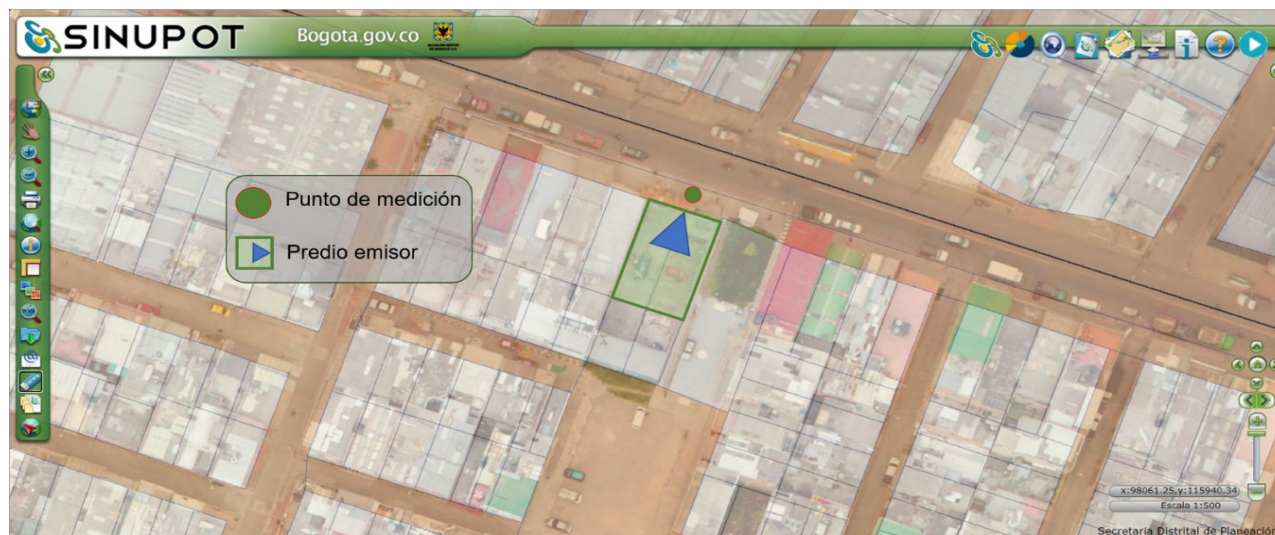 SINUPOT
Bogota.gov.co
Punto de medición
Predio emisor
x:98061.25,y:115940.34
Escala 1:500
Secretaría Distrital de Planeación